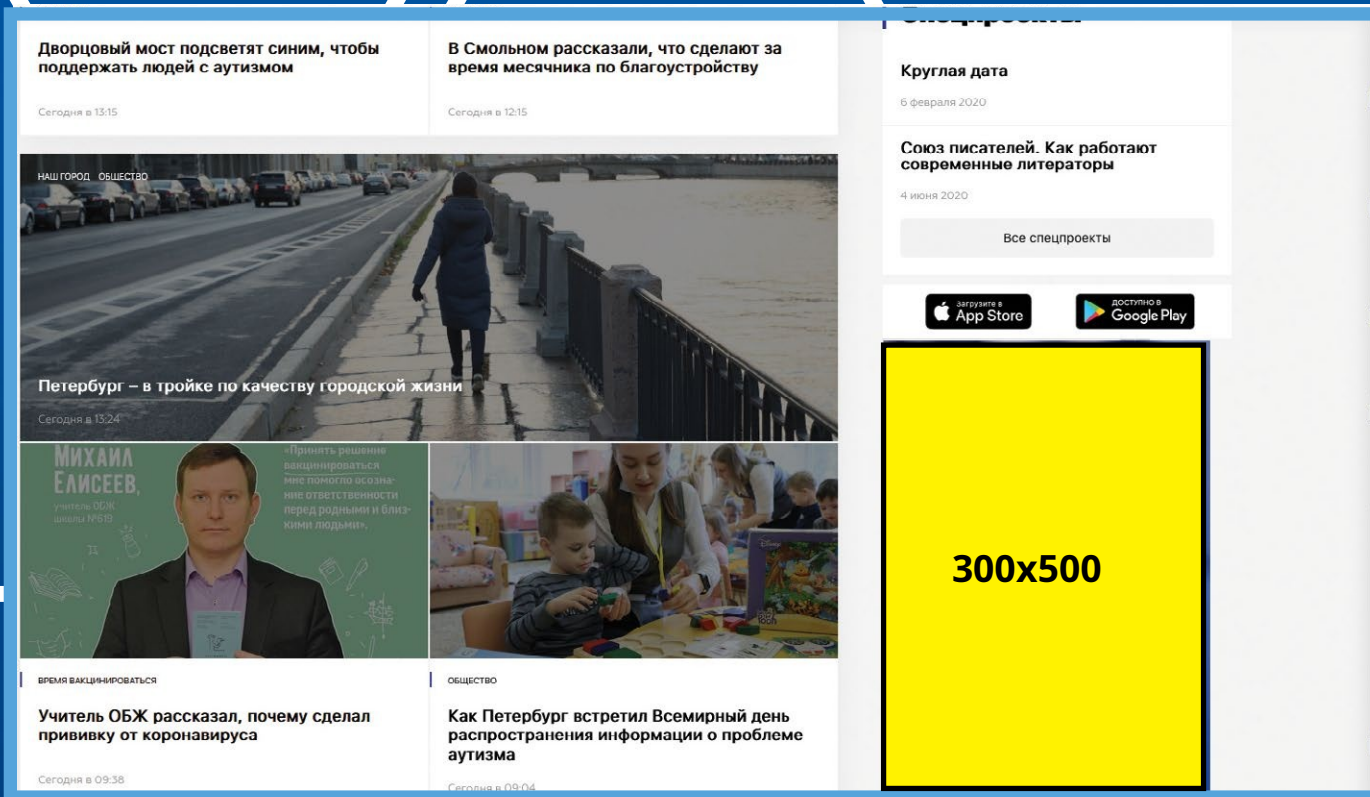 Дворцовый мост подсветят синим, чтобы
поддержать людей с аутизмом
Сегодня в 13:15
В Смольном рассказали, что сделают за
время месячника по благоустройству
Сегодня в 12:15
НАШ ГОРОД ОБЩЕСТВО
Петербург – в тройке по качеству городской жизни
Сегодня в 13:24
МИХАИЛ
ЕЛИСЕЕВ,
учитель ОБЖ
школы №619
«Принять решение
вакцинироваться
мне помогло осозна-
ние ответственности
перед родными и близ-
кими людьми».
ВРЕМЯ ВАКЦИНИРОВАТЬСЯ
Учитель ОБЖ рассказал, почему сделал
прививку от коронавируса
Сегодня в 09:38
Disney
ОБЩЕСТВО
Как Петербург встретил Всемирный день
распространения информации о проблеме
аутизма
Сегодня в 09:04
Спецпроекты
Круглая дата
6 февраля 2020
Союз писателей. Как работают
современные литераторы
4 июня 2020
Все спецпроекты
Загрузите в
App Store
ДОСТУПНО В
Google Play
300x500